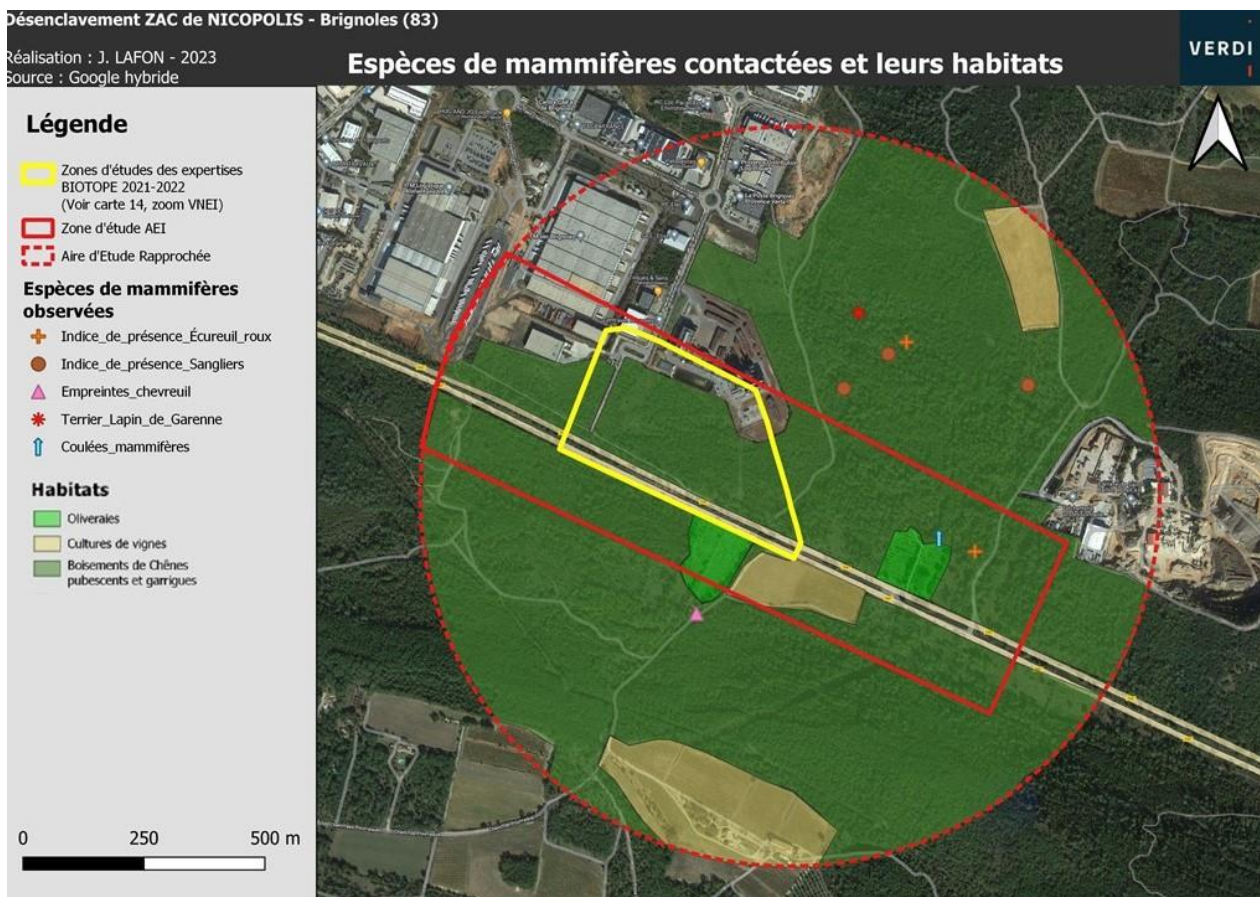 Désenclavement ZAC de NICOPOLIS - Brignoles (83)
Réalisation : J. LAFON - 2023
Source : Google hybride
Espèces de mammifères contactées et leurs habitats
VERDI
Légende
Zones d'études des expertises
BIOTOPE 2021-2022
(Voir carte 14, zoom VNEI)
Zone d'étude AEI
Aire d'Etude Rapprochée
Espèces de mammifères
observées
Indice_de_présence_Écureuil_roux
Indice_de_présence_Sangliers
Empreintes_chevreuil
Terrier_Lapin_de_Garenne
Coulées_mammifères
Habitats
Oliveraies
Cultures de vignes
Boisements de Chênes
pubescents et garrigues
0 250 500 m